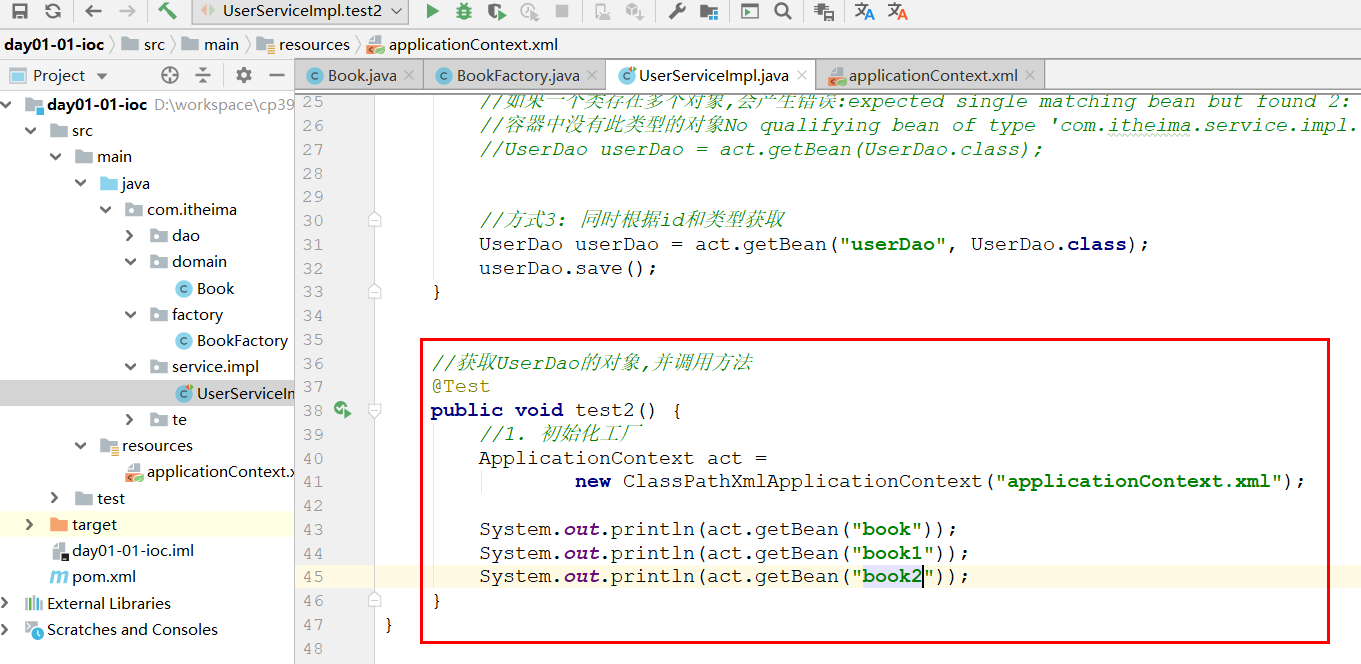 UserServiceImpl.test2
day01-01-ioc src main resources applicationContext.xml
Project
Book.java BookFactory.java UserServiceImpl.java applicationContext.xml
day01-01-ioc D:\workspace\cp39
src
main
java
com.itheima
dao
domain
Book
factory
BookFactory
service.impl
UserServiceIn
te
resources
applicationContext.x
test
target
day01-01-ioc.iml
pom.xml
External Libraries
Scratches and Consoles
25 //如果一个类存在多个对象,会产生错误:expected single matching bean but found 2:
26 //容器中没有此类型的对象No qualifying bean of type 'com.itheima.service.impl.
27 //UserDao userDao = act.getBean(UserDao.class);
28
29
30 //方式3: 同时根据id和类型获取
31 UserDao userDao = act.getBean("userDao", UserDao.class);
32 userDao.save();
33 }
34
35
36 //获取UserDao的对象,并调用方法
37 @Test
38 public void test2() {
39 //1. 初始化工厂
40 ApplicationContext act =
41 new ClassPathXmlApplicationContext("applicationContext.xml");
42
43 System.out.println(act.getBean("book"));
44 System.out.println(act.getBean("book1"));
45 System.out.println(act.getBean("book2"));
46 }
47 }
48